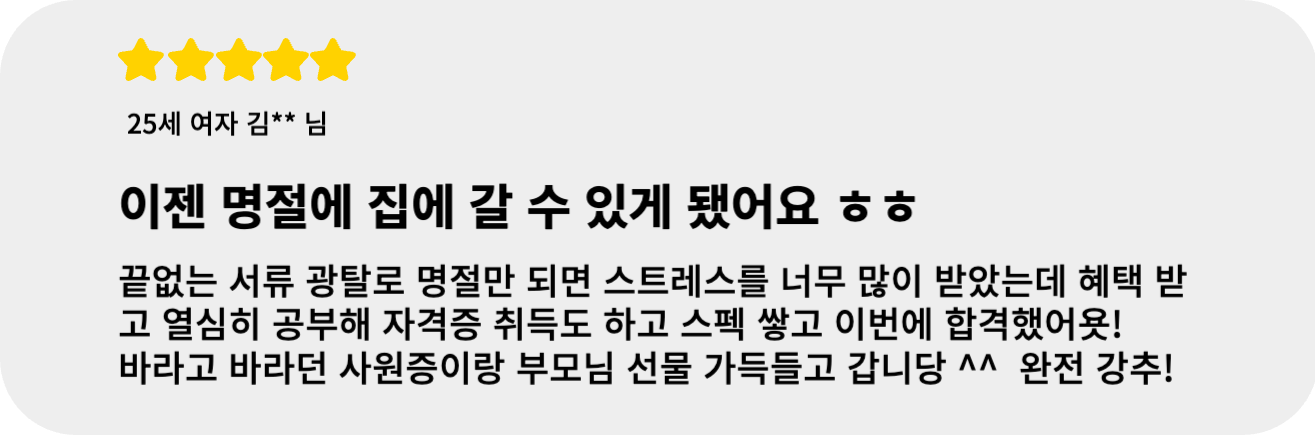 25세 여자 김** 님
이젠 명절에 집에 갈 수 있게 됐어요 ㅎㅎ
끝없는 서류 광탈로 명절만 되면 스트레스를 너무 많이 받았는데 혜택 받
고 열심히 공부해 자격증 취득도 하고 스펙 쌓고 이번에 합격했어욧!
바라고 바라던 사원증이랑 부모님 선물 가득들고 갑니당 ^^  완전 강추!